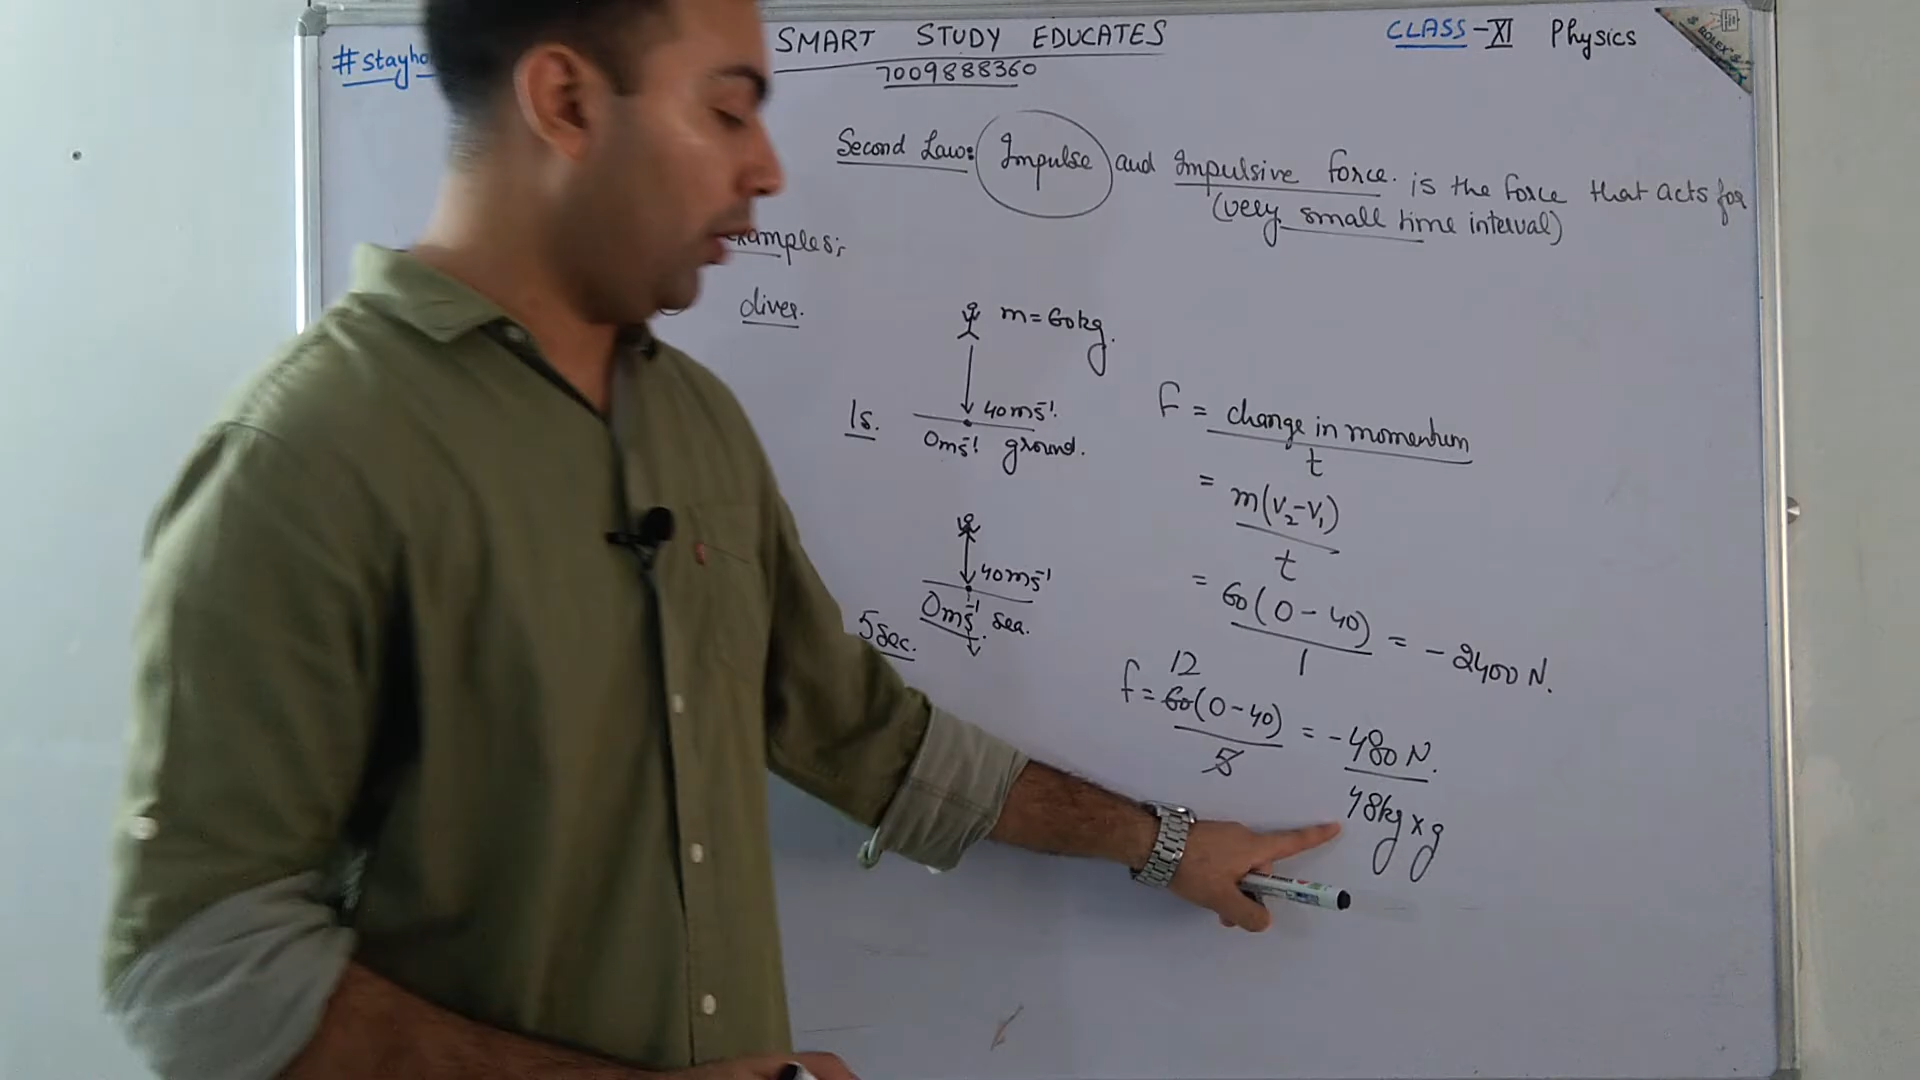 SMART STUDY EDUCATES
CLASS-XI Physics
#stayho
7009888360
Second Law: Impulse and Impulsive force. is the force that acts for
(very small time interval)
examples;
diver.
m=60kg.
1s.
40ms⁻¹.
0ms⁻¹. ground.
F = change in momentum
t
= m(v₂-v₁)
t
= 60(0-40) = -2400 N.
1
40ms⁻¹
0ms⁻¹. sea.
5sec.
12
f = 60(0-40) = -480 N.
5
48kg x g